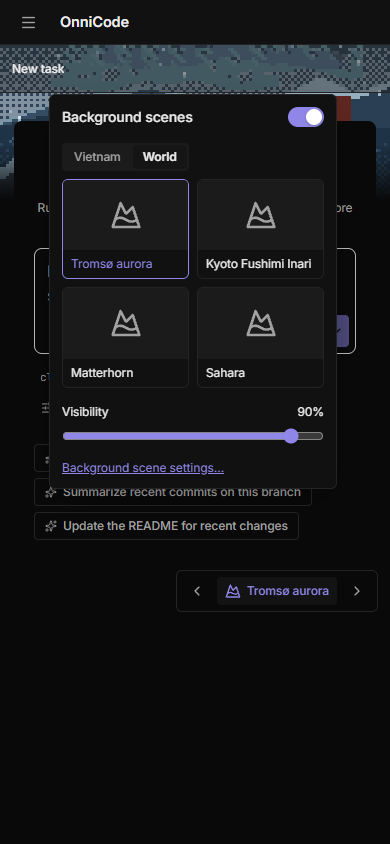 OnniCode
New task
Background scenes
Vietnam World
Tromsø aurora
Kyoto Fushimi Inari
Matterhorn
Sahara
Visibility 90%
Background scene settings...
Summarize recent commits on this branch
Update the README for recent changes
Tromsø aurora